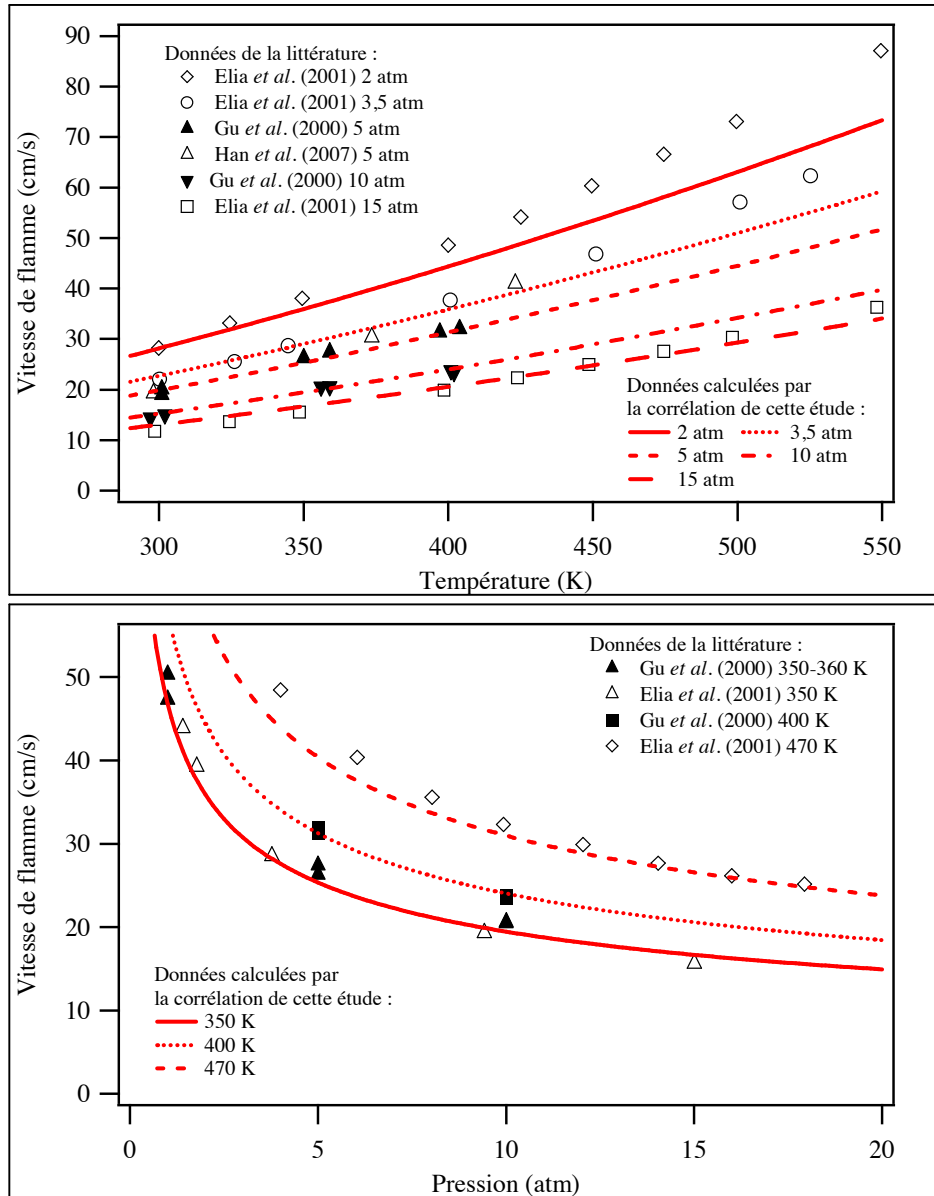 90
80
70
60
50
40
30
20
10
0
Vitesse de flamme (cm/s)
Données de la littérature :
Elia et al. (2001) 2 atm
Elia et al. (2001) 3,5 atm
Gu et al. (2000) 5 atm
Han et al. (2007) 5 atm
Gu et al. (2000) 10 atm
Elia et al. (2001) 15 atm
Données calculées par
la corrélation de cette étude :
2 atm 3,5 atm
5 atm 10 atm
15 atm
300 350 400 450 500 550
Température (K)
50
40
30
20
10
0
Vitesse de flamme (cm/s)
Données de la littérature :
Gu et al. (2000) 350-360 K
Elia et al. (2001) 350 K
Gu et al. (2000) 400 K
Elia et al. (2001) 470 K
Données calculées par
la corrélation de cette étude :
350 K
400 K
470 K
0 5 10 15 20
Pression (atm)